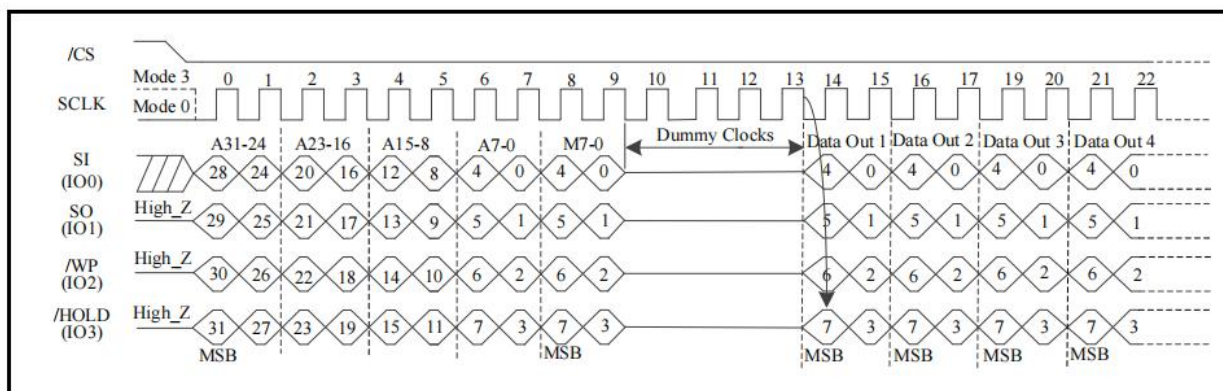 /CS
Mode 3 0 1 2 3 4 5 6 7 8 9 10 11 12 13 14 15 16 17 19 20 21 22
SCLK Mode 0
A31-24 A23-16 A15-8 A7-0 M7-0 Dummy Clocks Data Out 1 Data Out 2 Data Out 3 Data Out 4
SI
(IO0) 28 24 20 16 12 8 4 0 4 0 4 0 4 0 4 0 4 0
SO High_Z
(IO1) 29 25 21 17 13 9 5 1 5 1 5 1 5 1 5 1 5 1
/WP High_Z
(IO2) 30 26 22 18 14 10 6 2 6 2 6 2 6 2 6 2 6 2
/HOLD High_Z
(IO3) 31 27 23 19 15 11 7 3 7 3 7 3 7 3 7 3 7 3
MSB MSB MSB MSB MSB MSB